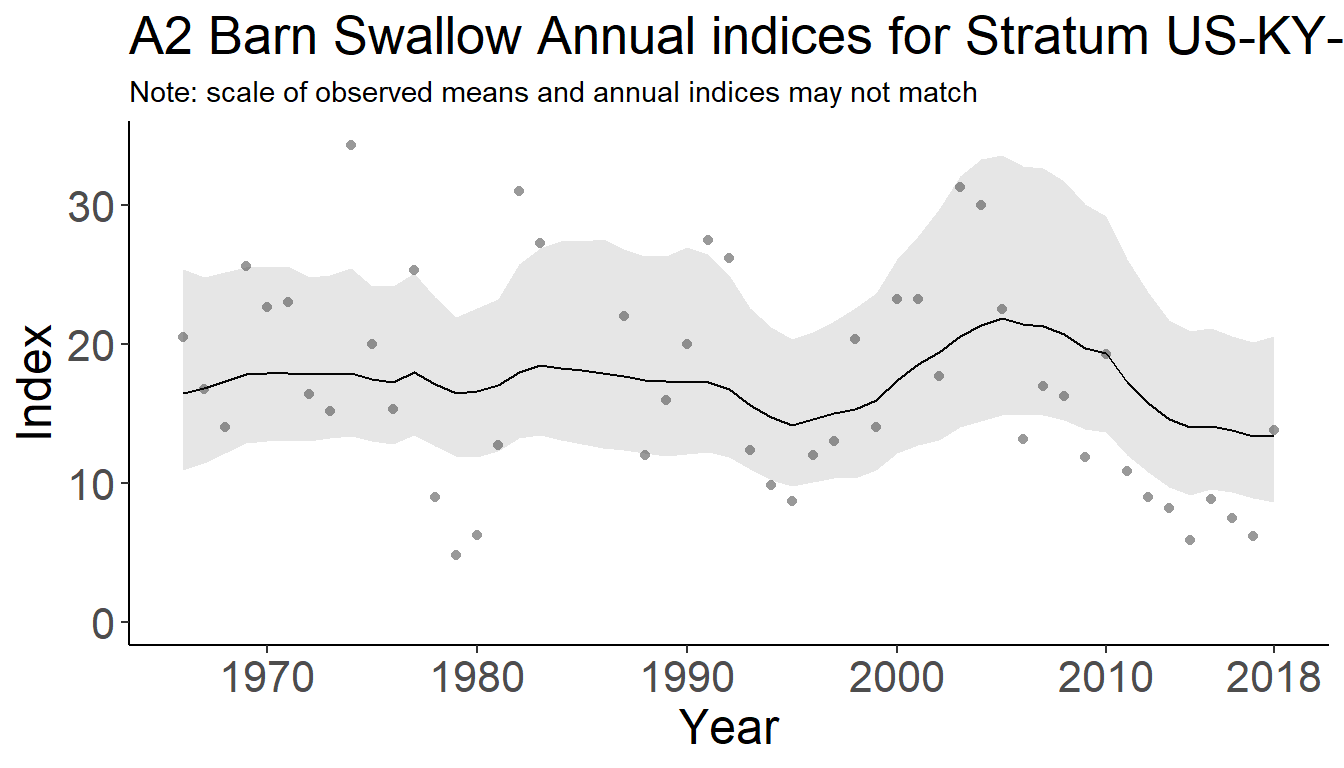 A2 Barn Swallow Annual indices for Stratum US-KY-
Note: scale of observed means and annual indices may not match
30
20
10
0
Index
1970 1980 1990 2000 2010 2018
Year